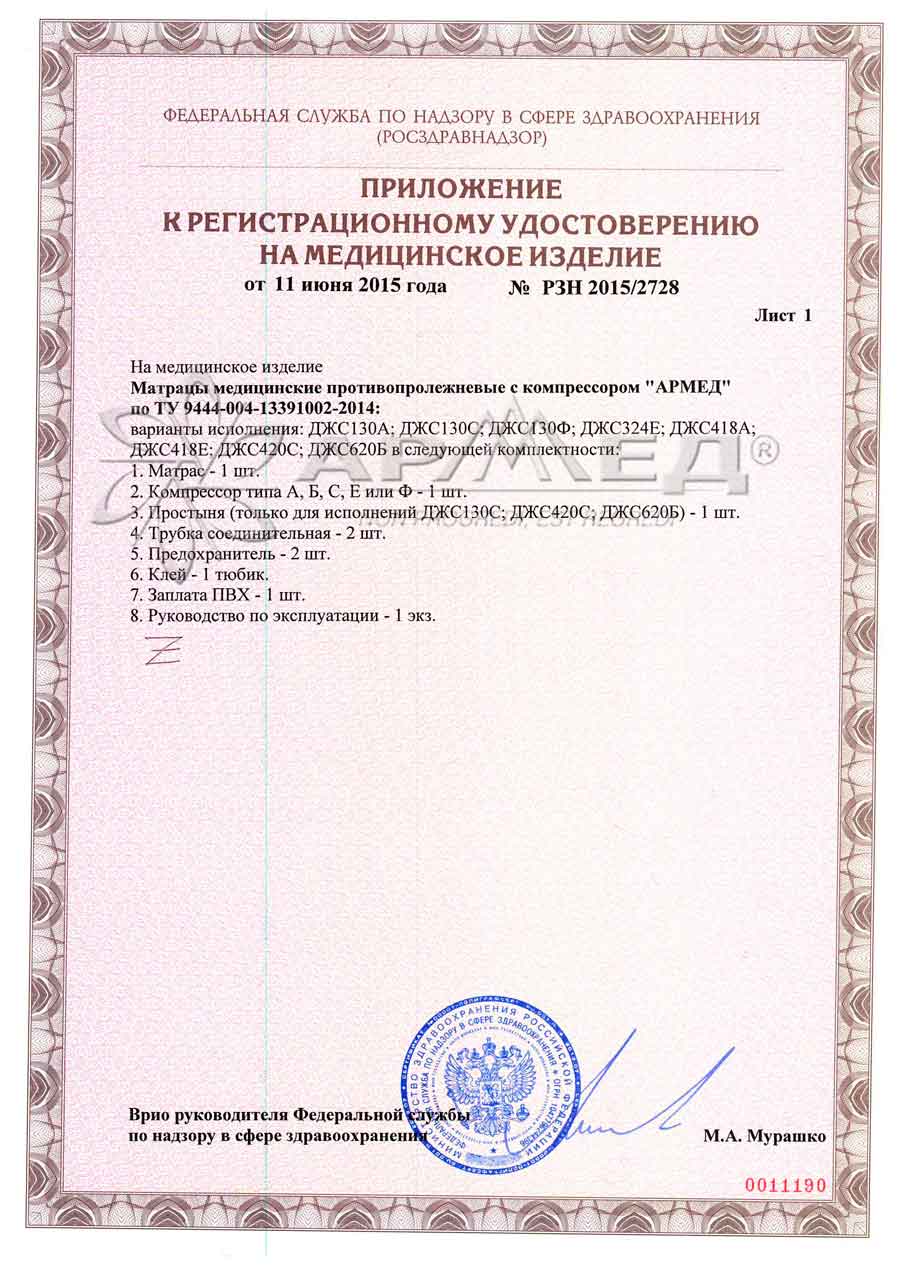 ФЕДЕРАЛЬНАЯ СЛУЖБА ПО НАДЗОРУ В СФЕРЕ ЗДРАВООХРАНЕНИЯ
(РОСЗДРАВНАДЗОР)
ПРИЛОЖЕНИЕ
К РЕГИСТРАЦИОННОМУ УДОСТОВЕРЕНИЮ
НА МЕДИЦИНСКОЕ ИЗДЕЛИЕ
от 11 июня 2015 года № РЗН 2015/2728
Лист 1
На медицинское изделие
Матрацы медицинские противопролежневые с компрессором "АРМЕД"
по ТУ 9444-004-13391002-2014:
варианты исполнения: ДЖС130А; ДЖС130С; ДЖС130Ф; ДЖС324Е; ДЖС418А;
ДЖС418Е; ДЖС420С; ДЖС620Б в следующей комплектности:
1. Матрас - 1 шт.
2. Компрессор типа А, Б, С, Е или Ф - 1 шт.
3. Простыня (только для исполнений ДЖС130С; ДЖС420С; ДЖС620Б) - 1 шт.
4. Трубка соединительная - 2 шт.
5. Предохранитель - 2 шт.
6. Клей - 1 тюбик.
7. Заплата ПВХ - 1 шт.
8. Руководство по эксплуатации - 1 экз.
АРМЕД®
NON PROGREDI, EST REGREDI
МИНИСТЕРСТВО ЗДРАВООХРАНЕНИЯ РОССИЙСКОЙ ФЕДЕРАЦИИ
ФЕДЕРАЛЬНАЯ СЛУЖБА ПО НАДЗОРУ В СФЕРЕ ЗДРАВООХРАНЕНИЯ
Врио руководителя Федеральной службы
по надзору в сфере здравоохранения
М.А. Мурашко
0011190